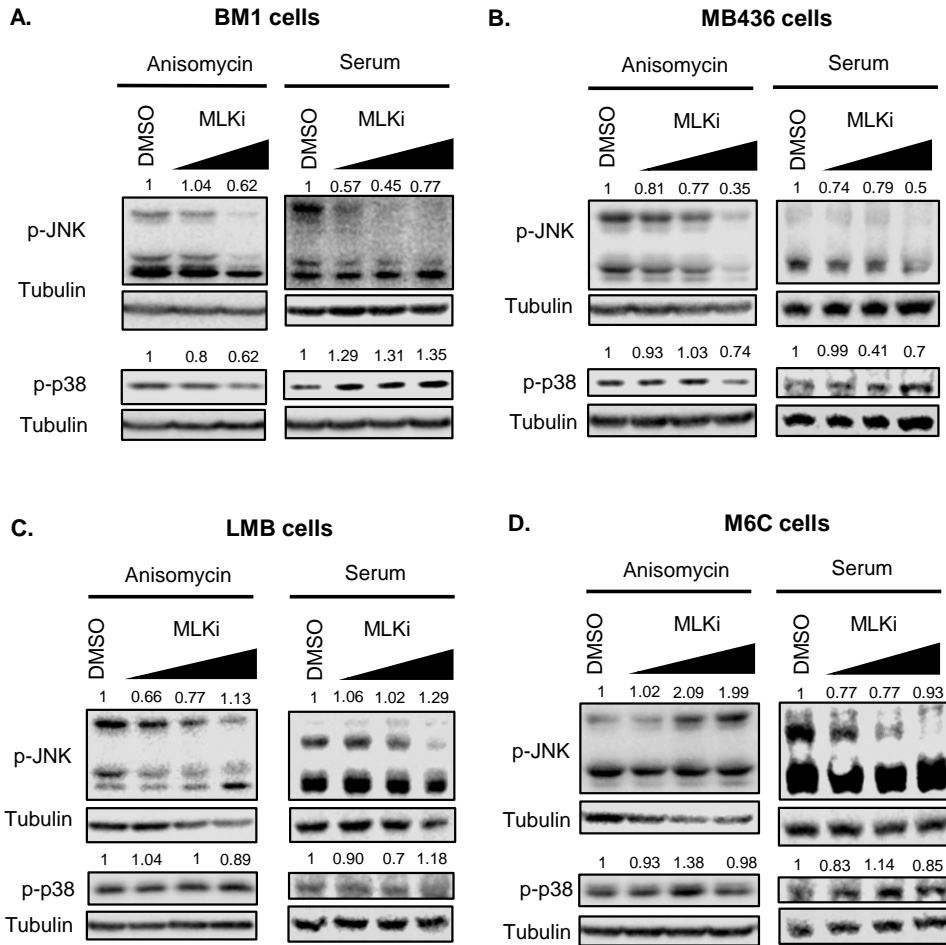 A.
BM1 cells
Anisomycin
Serum
DMSO
MLKi
DMSO
MLKi
1 1.04 0.62
1 0.57 0.45 0.77
p-JNK
Tubulin
1 0.8 0.62
1 1.29 1.31 1.35
p-p38
Tubulin
B.
MB436 cells
Anisomycin
Serum
DMSO
MLKi
DMSO
MLKi
1 0.81 0.77 0.35
1 0.74 0.79 0.5
p-JNK
Tubulin
1 0.93 1.03 0.74
1 0.99 0.41 0.7
p-p38
Tubulin
C.
LMB cells
Anisomycin
Serum
DMSO
MLKi
DMSO
MLKi
1 0.66 0.77 1.13
1 1.06 1.02 1.29
p-JNK
Tubulin
1 1.04 1 0.89
1 0.90 0.7 1.18
p-p38
Tubulin
D.
M6C cells
Anisomycin
Serum
DMSO
MLKi
DMSO
MLKi
1 1.02 2.09 1.99
1 0.77 0.77 0.93
p-JNK
Tubulin
1 0.93 1.38 0.98
1 0.83 1.14 0.85
p-p38
Tubulin